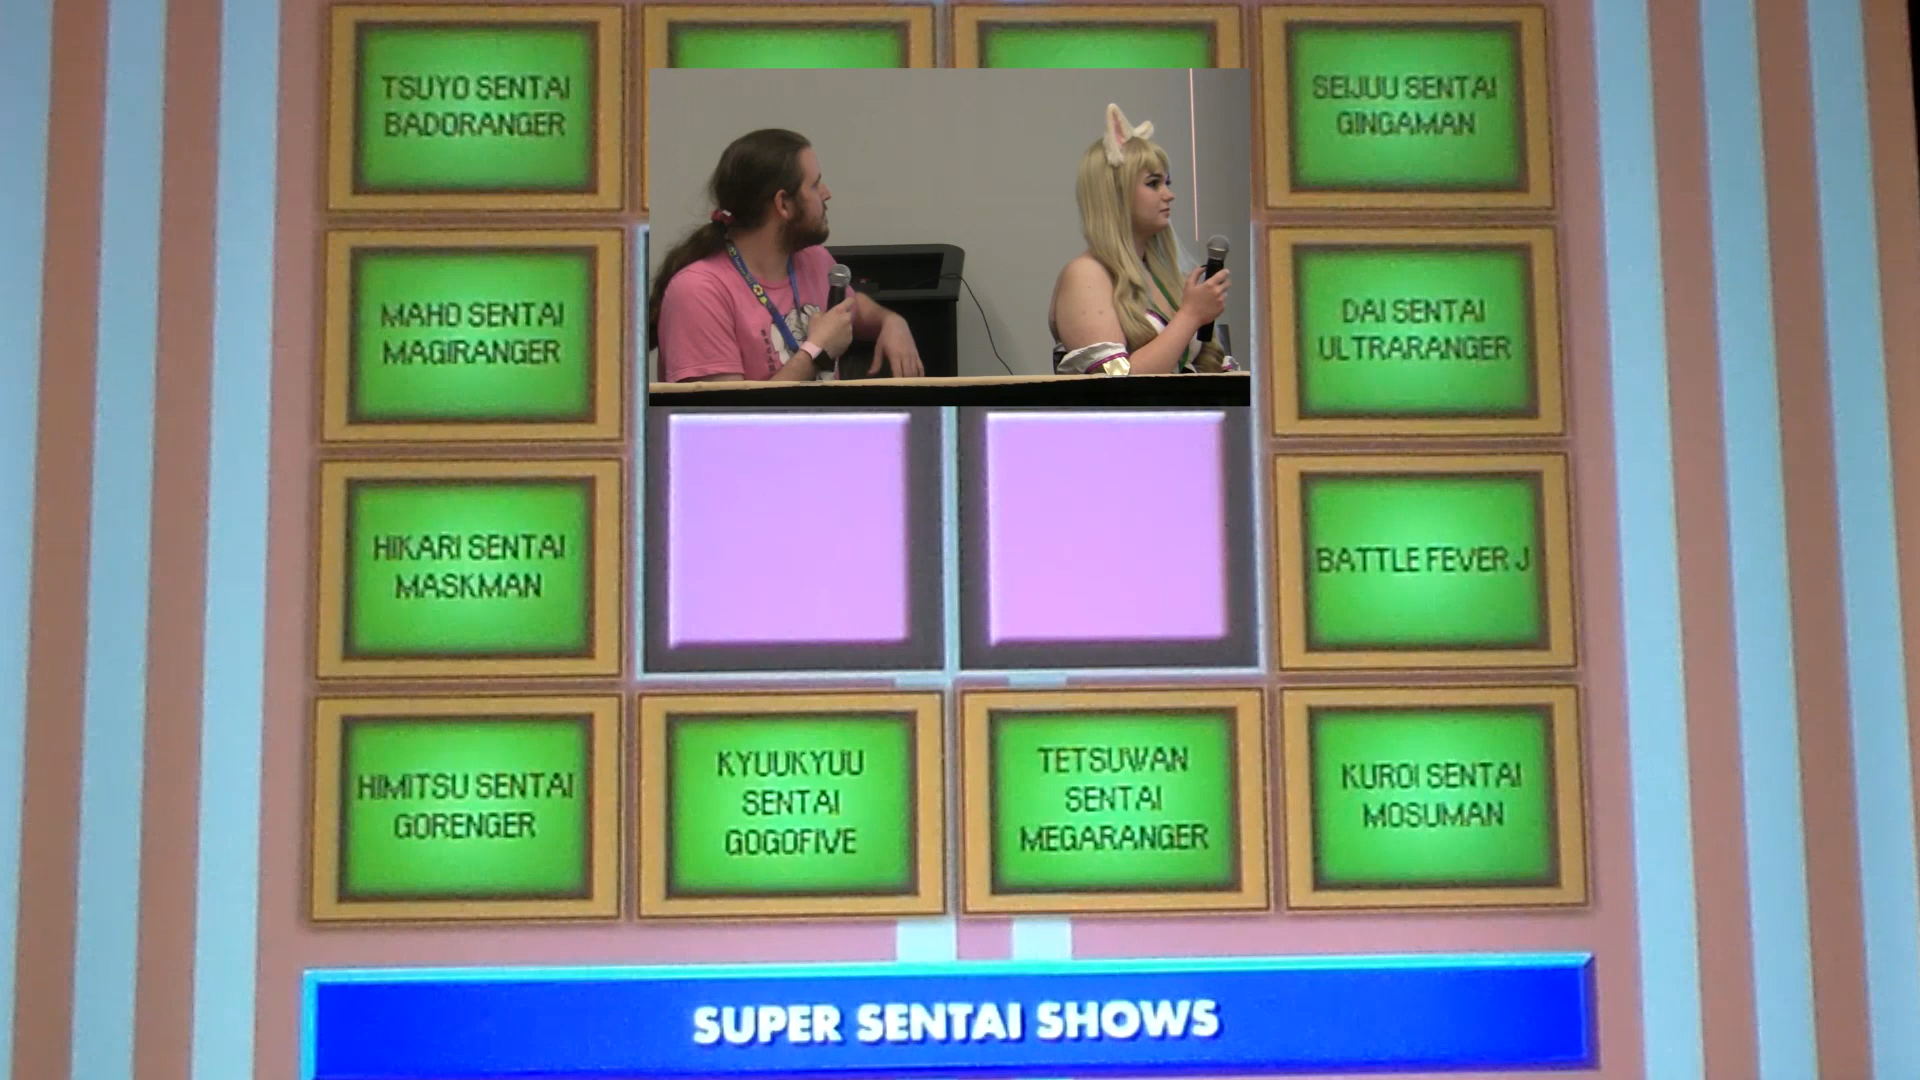 TSUYO SENTAI
BADORANGER
SEIJUU SENTAI
GINGAMAN
MAHO SENTAI
MAGIRANGER
DAI SENTAI
ULTRARANGER
HIKARI SENTAI
MASKMAN
BATTLE FEVER J
HIMITSU SENTAI
GORENGER
KYUUKYUU
SENTAI
GOGOFIVE
TETSUWAN
SENTAI
MEGARANGER
KUROI SENTAI
MOSUMAN
SUPER SENTAI SHOWS